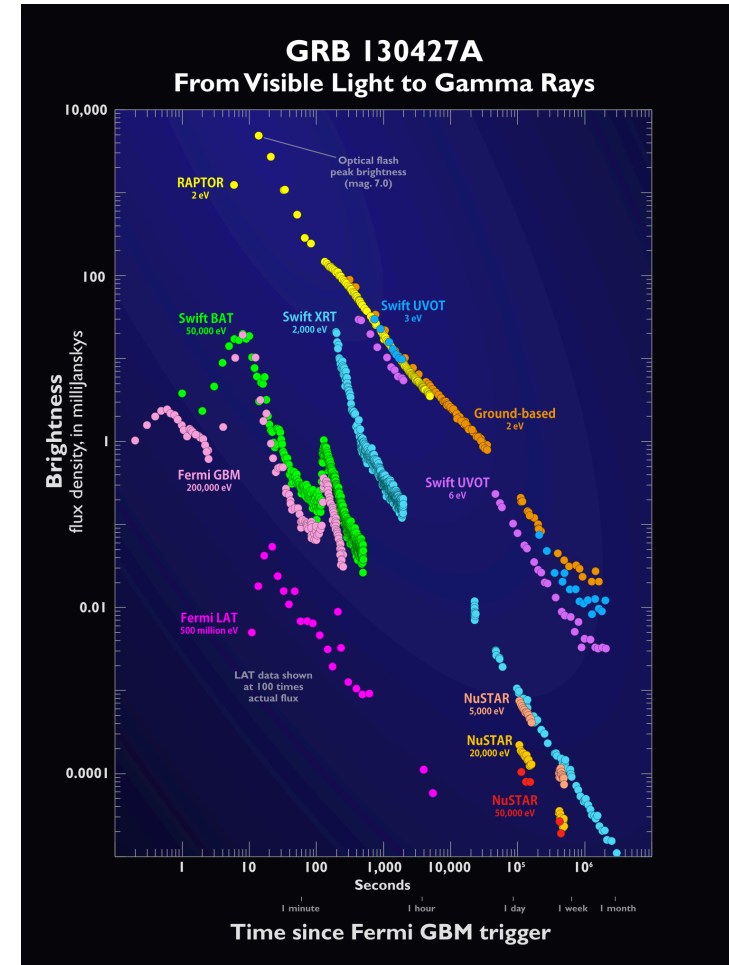 GRB 130427A
From Visible Light to Gamma Rays
10,000
Optical flash
peak brightness
(mag. 7.0)
RAPTOR
2 eV
100
Swift BAT
50,000 eV
Swift XRT
2,000 eV
Swift UVOT
3 eV
Brightness
flux density, in milliJanskys
Ground-based
2 eV
1
Fermi GBM
200,000 eV
Swift UVOT
6 eV
0.01
Fermi LAT
500 million eV
LAT data shown
at 100 times
actual flux
NuSTAR
5,000 eV
NuSTAR
20,000 eV
0.0001
NuSTAR
50,000 eV
1 10 100 1,000 10,000 10⁵ 10⁶
Seconds
1 minute 1 hour 1 day 1 week 1 month
Time since Fermi GBM trigger